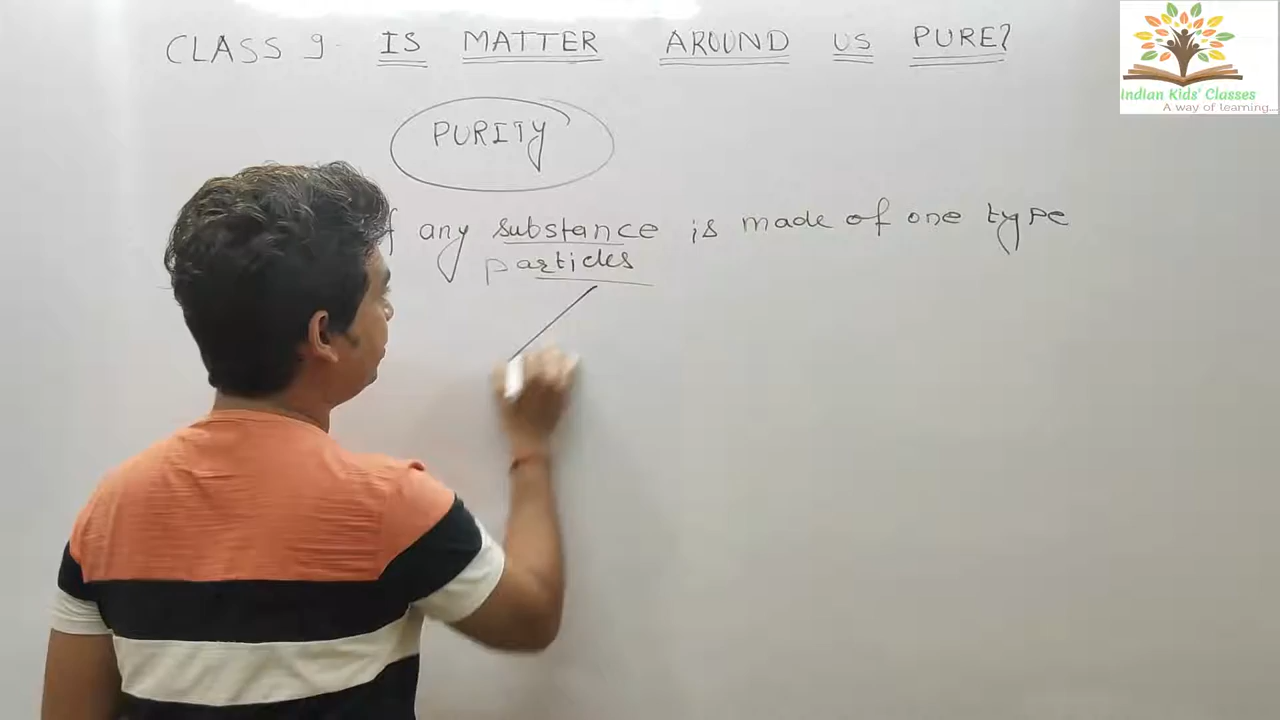 CLASS 9 IS MATTER AROUND US PURE?
Indian Kids' Classes
A way of learning....
PURITY
any substance is made of one type
particles